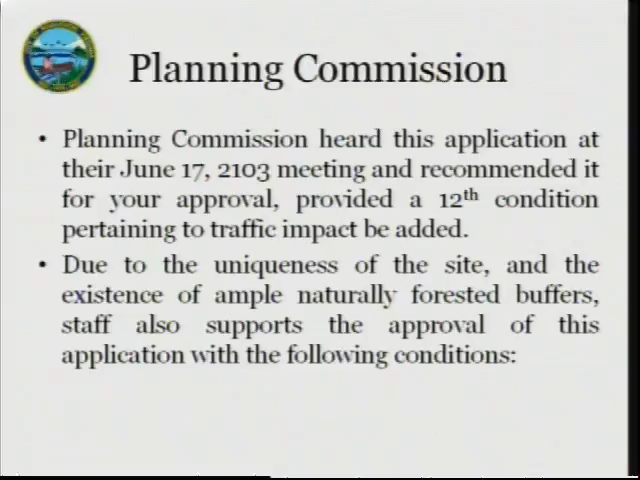 Planning Commission
• Planning Commission heard this application at
their June 17, 2103 meeting and recommended it
for your approval, provided a 12th condition
pertaining to traffic impact be added.
• Due to the uniqueness of the site, and the
existence of ample naturally forested buffers,
staff also supports the approval of this
application with the following conditions: